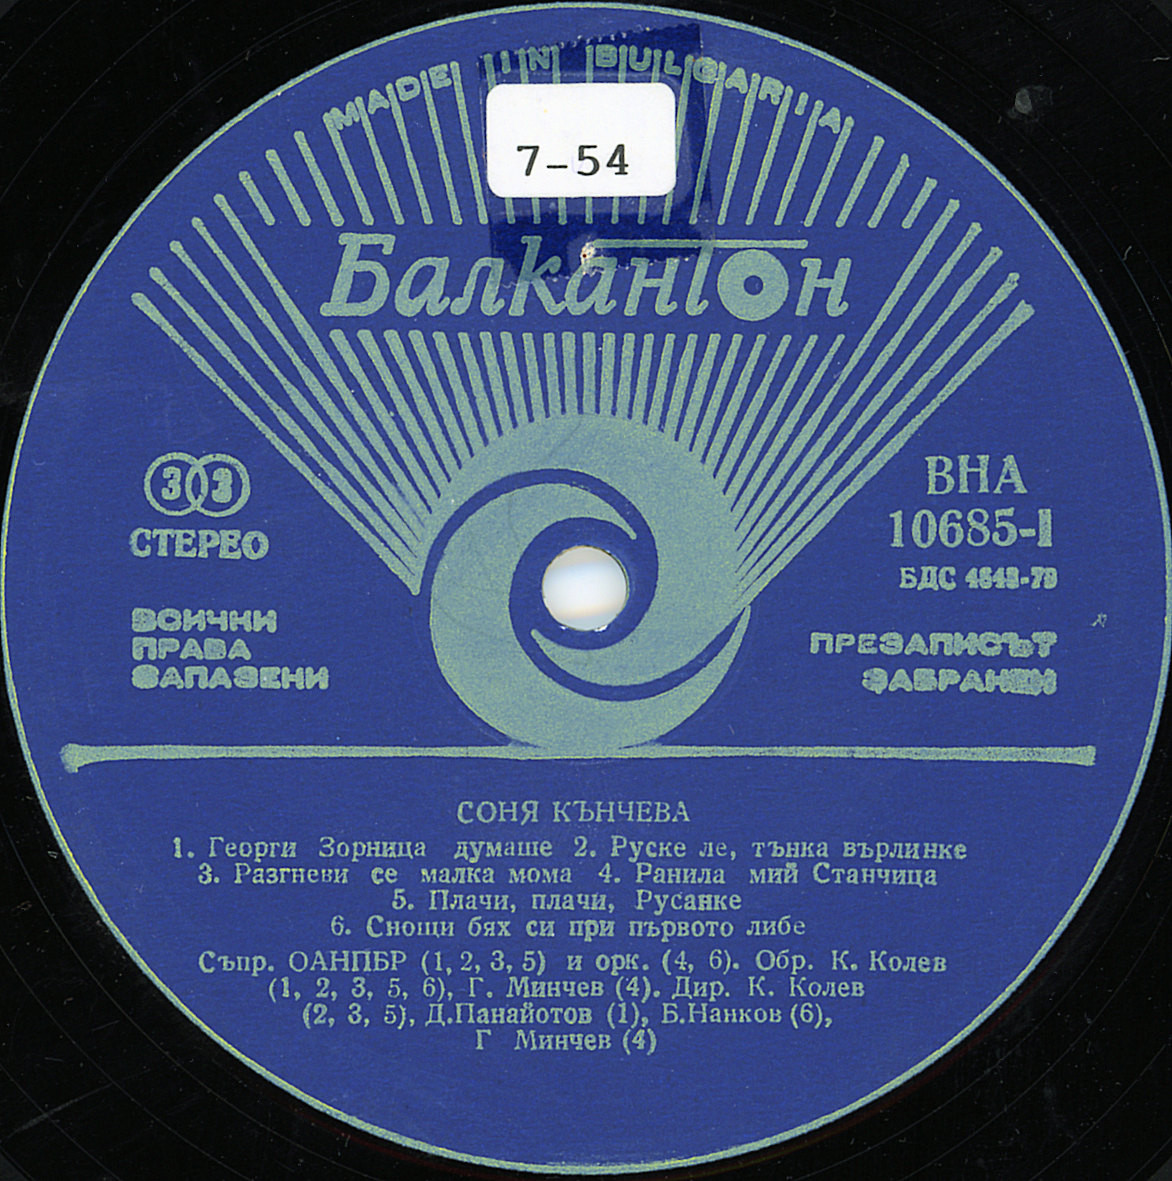 MADE IN BULGARIA
7-54
Балкантон
33
СТЕРЕО
ВНА
10685-I
БДС 4643-79
ВСИЧКИ
ПРАВА
ЗАПАЗЕНИ
ПРЕЗАПИСЪТ
ЗАБРАНЕН
СОНЯ КЪНЧЕВА
1. Георги Зорница думаше 2. Руске ле, тънка върлинке
3. Разгневи се малка мома 4. Ранила мий Станчица
5. Плачи, плачи, Русанке
6. Снощи бях си при първото либе
Съпр. ОАНПБР (1, 2, 3, 5) и орк. (4, 6). Обр. К. Колев
(1, 2, 3, 5, 6), Г. Минчев (4). Дир. К. Колев
(2, 3, 5), Д.Панайотов (1), Б.Нанков (6),
Г Минчев (4)